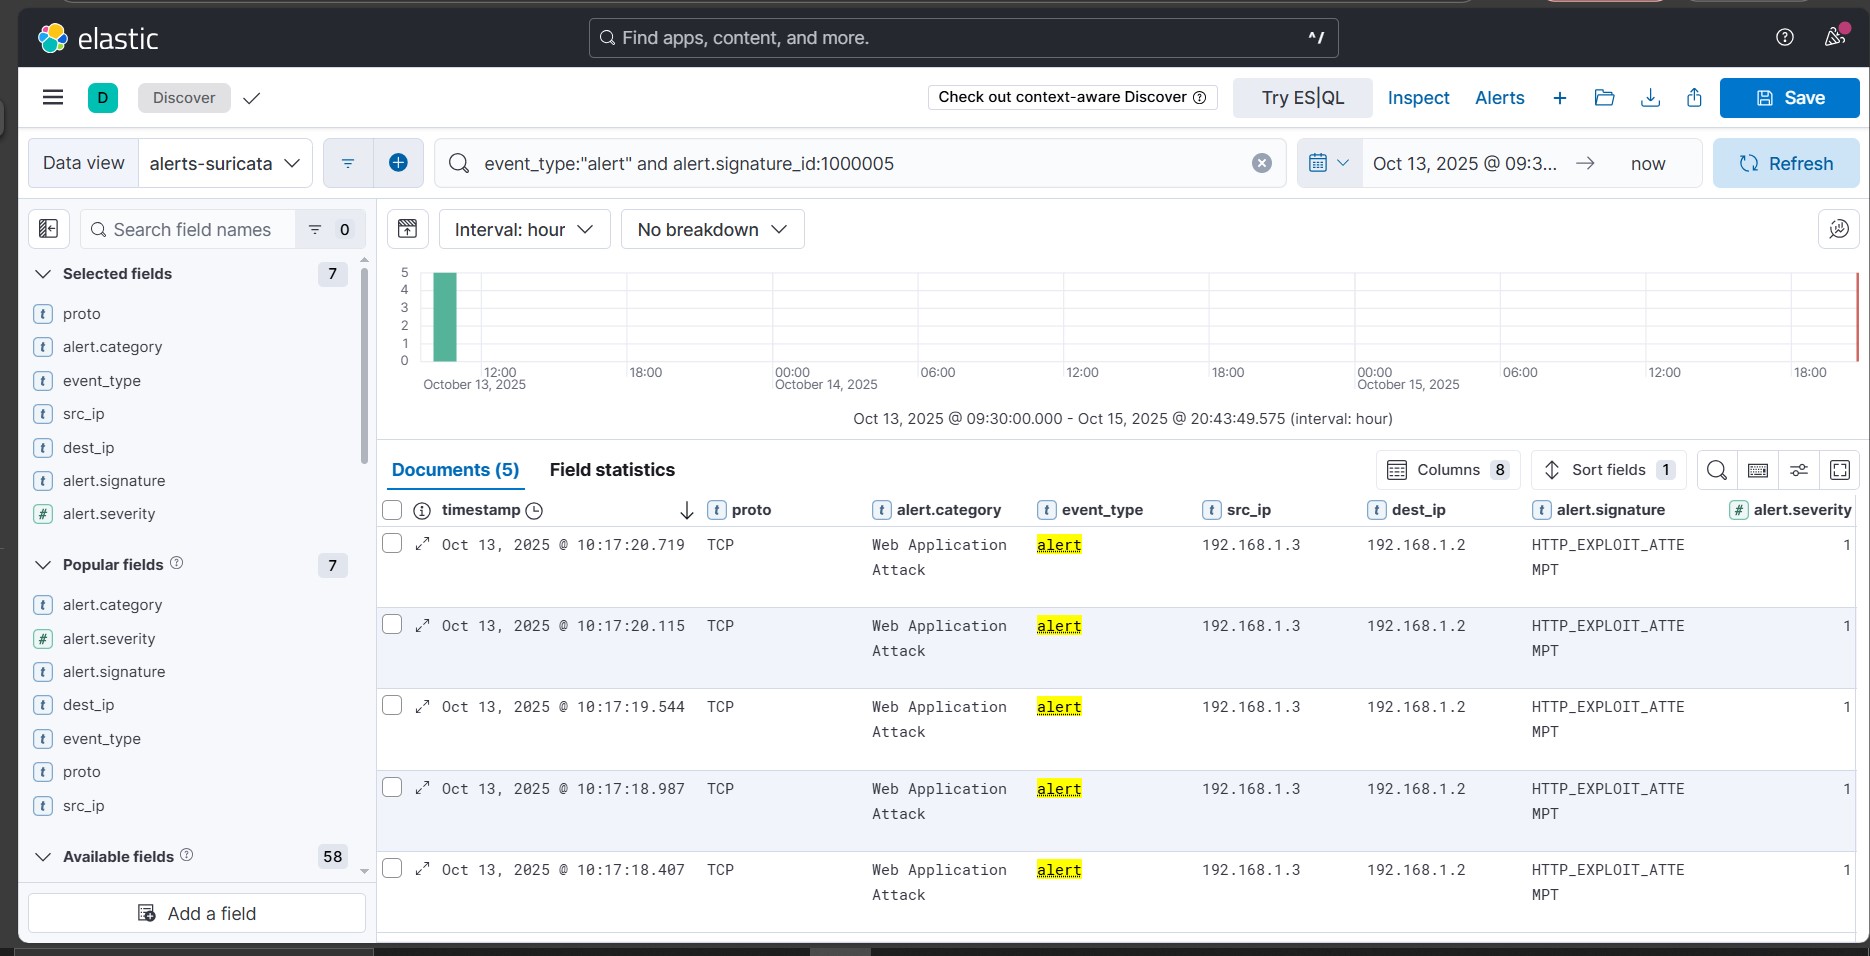 elastic
Find apps, content, and more. ^/
D Discover Check out context-aware Discover Try ES|QL Inspect Alerts Save
Data view alerts-suricata event_type:"alert" and alert.signature_id:1000005 Oct 13, 2025 @ 09:3... → now Refresh
Search field names 0
Interval: hour No breakdown
Selected fields 7
t proto
t alert.category
t event_type
t src_ip
t dest_ip
t alert.signature
# alert.severity
Popular fields 7
t alert.category
# alert.severity
t alert.signature
t dest_ip
t event_type
t proto
t src_ip
Available fields 58
Add a field
5
4
3
2
1
0
12:00 18:00 00:00 06:00 12:00 18:00 00:00 06:00 12:00 18:00
October 13, 2025 October 14, 2025 October 15, 2025
Oct 13, 2025 @ 09:30:00.000 - Oct 15, 2025 @ 20:43:49.575 (interval: hour)
Documents (5) Field statistics Columns 8 Sort fields 1
timestamp t proto t alert.category t event_type t src_ip t dest_ip t alert.signature # alert.severity
Oct 13, 2025 @ 10:17:20.719 TCP Web Application alert 192.168.1.3 192.168.1.2 HTTP_EXPLOIT_ATTE 1
Attack MPT
Oct 13, 2025 @ 10:17:20.115 TCP Web Application alert 192.168.1.3 192.168.1.2 HTTP_EXPLOIT_ATTE 1
Attack MPT
Oct 13, 2025 @ 10:17:19.544 TCP Web Application alert 192.168.1.3 192.168.1.2 HTTP_EXPLOIT_ATTE 1
Attack MPT
Oct 13, 2025 @ 10:17:18.987 TCP Web Application alert 192.168.1.3 192.168.1.2 HTTP_EXPLOIT_ATTE 1
Attack MPT
Oct 13, 2025 @ 10:17:18.407 TCP Web Application alert 192.168.1.3 192.168.1.2 HTTP_EXPLOIT_ATTE 1
Attack MPT